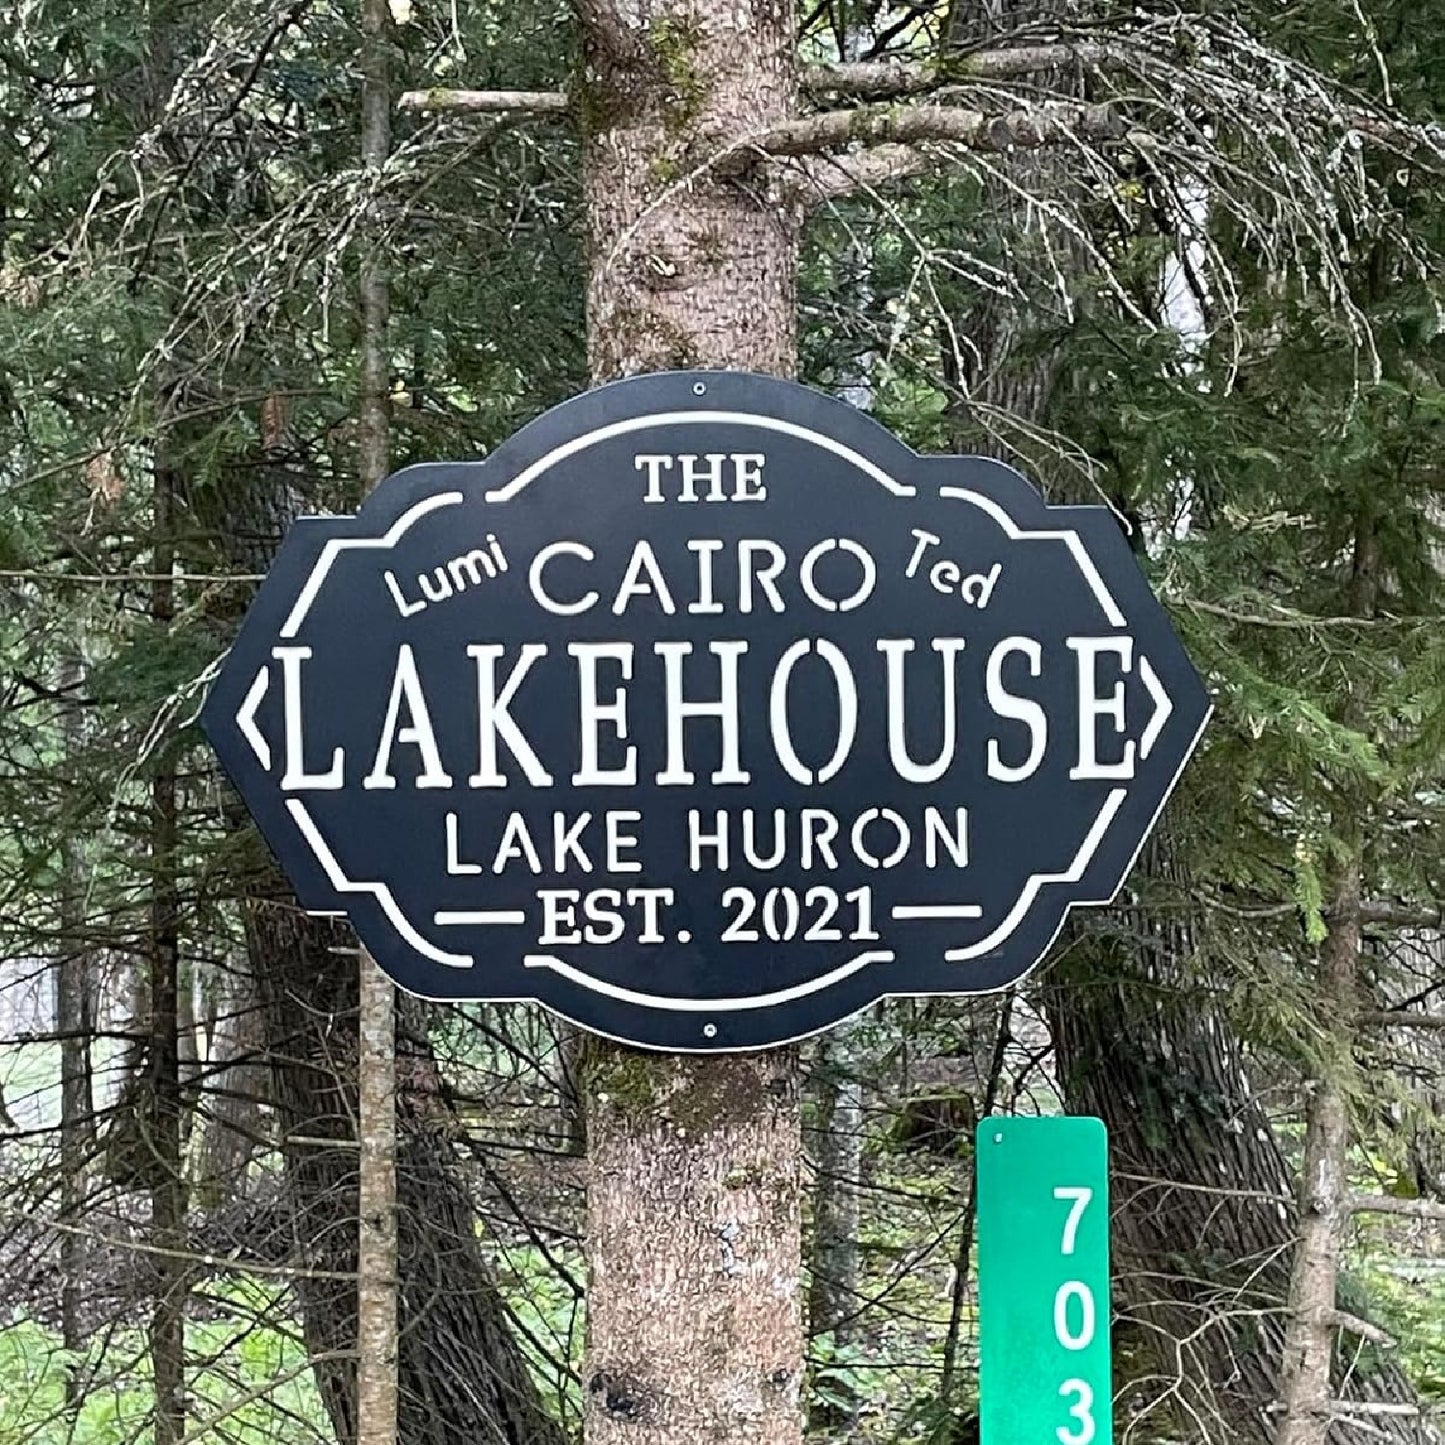 THE
Lumi CAIRO Ted
LAKEHOUSE
LAKE HURON
EST. 2021
703